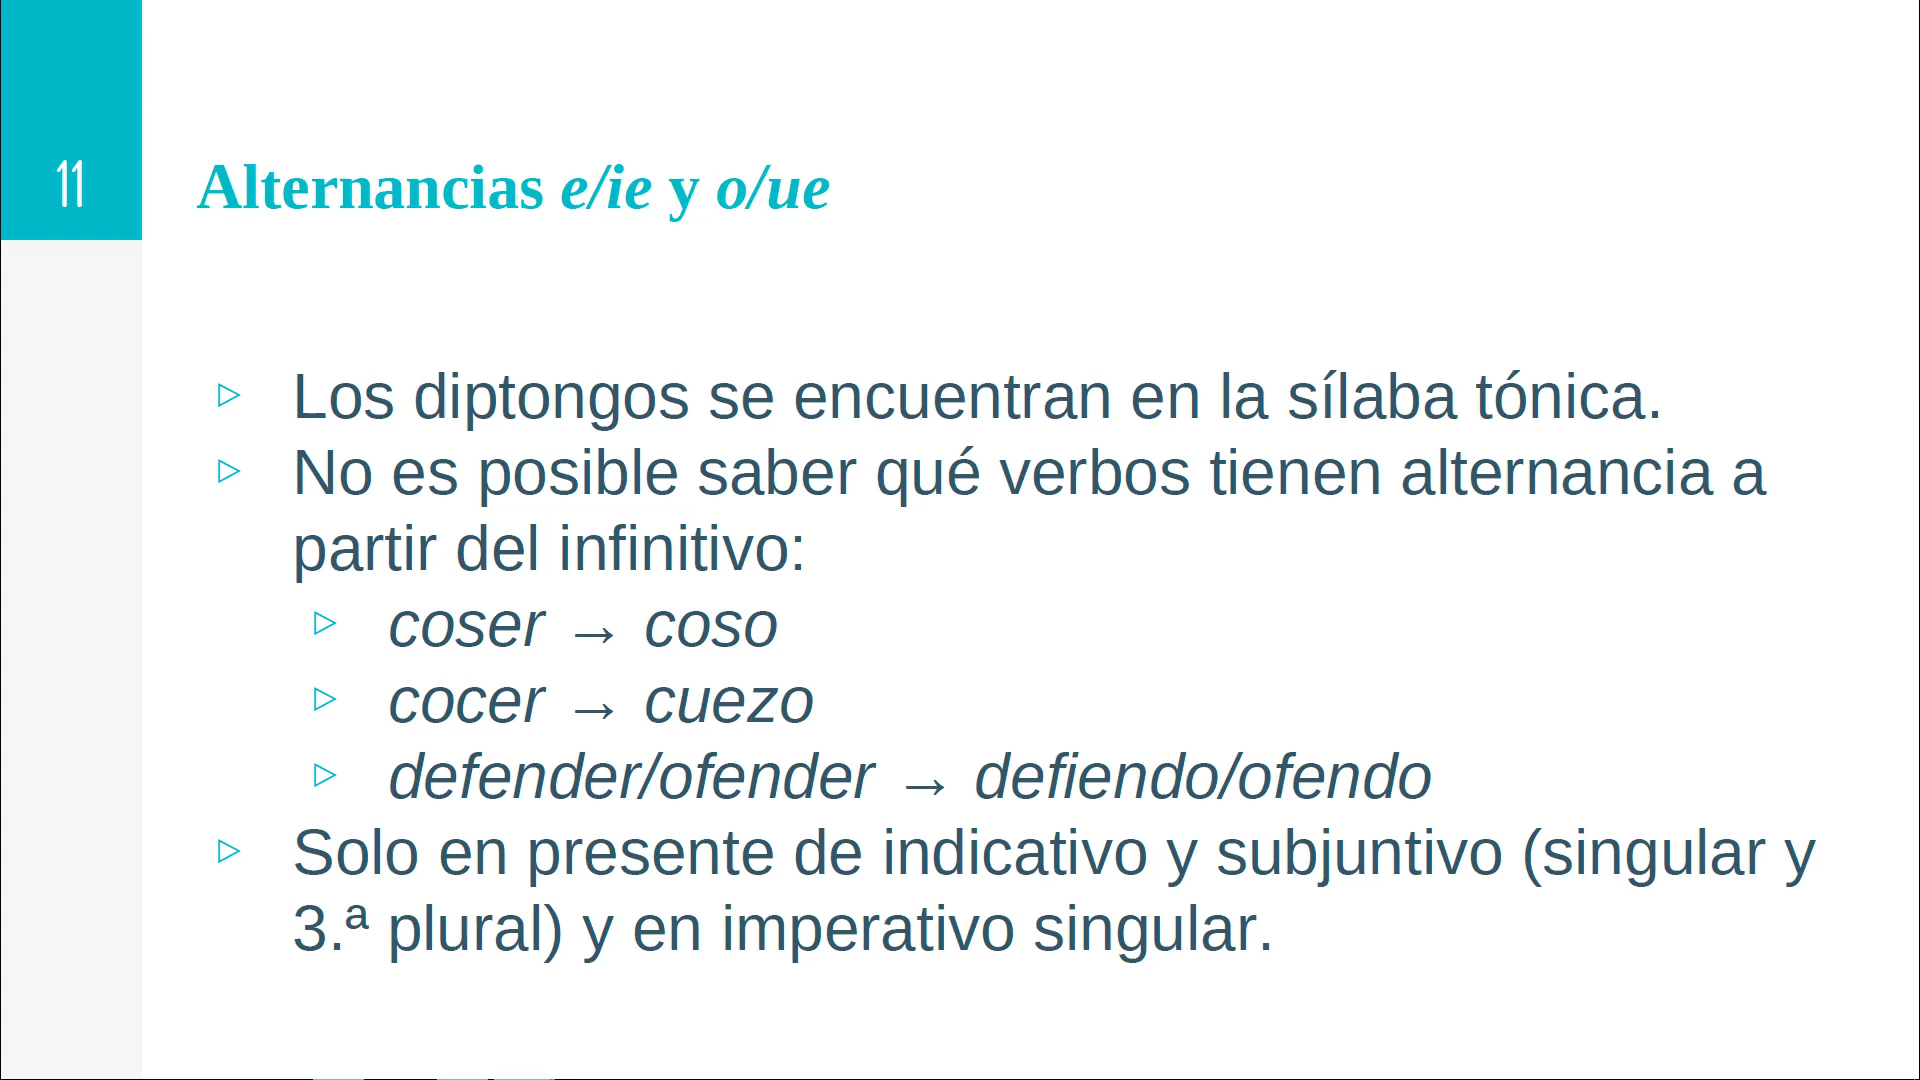 11
Alternancias e/ie y o/ue
▷ Los diptongos se encuentran en la sílaba tónica.
▷ No es posible saber qué verbos tienen alternancia a
partir del infinitivo:
▷ coser → coso
▷ cocer → cuezo
▷ defender/ofender → defiendo/ofendo
▷ Solo en presente de indicativo y subjuntivo (singular y
3.ª plural) y en imperativo singular.